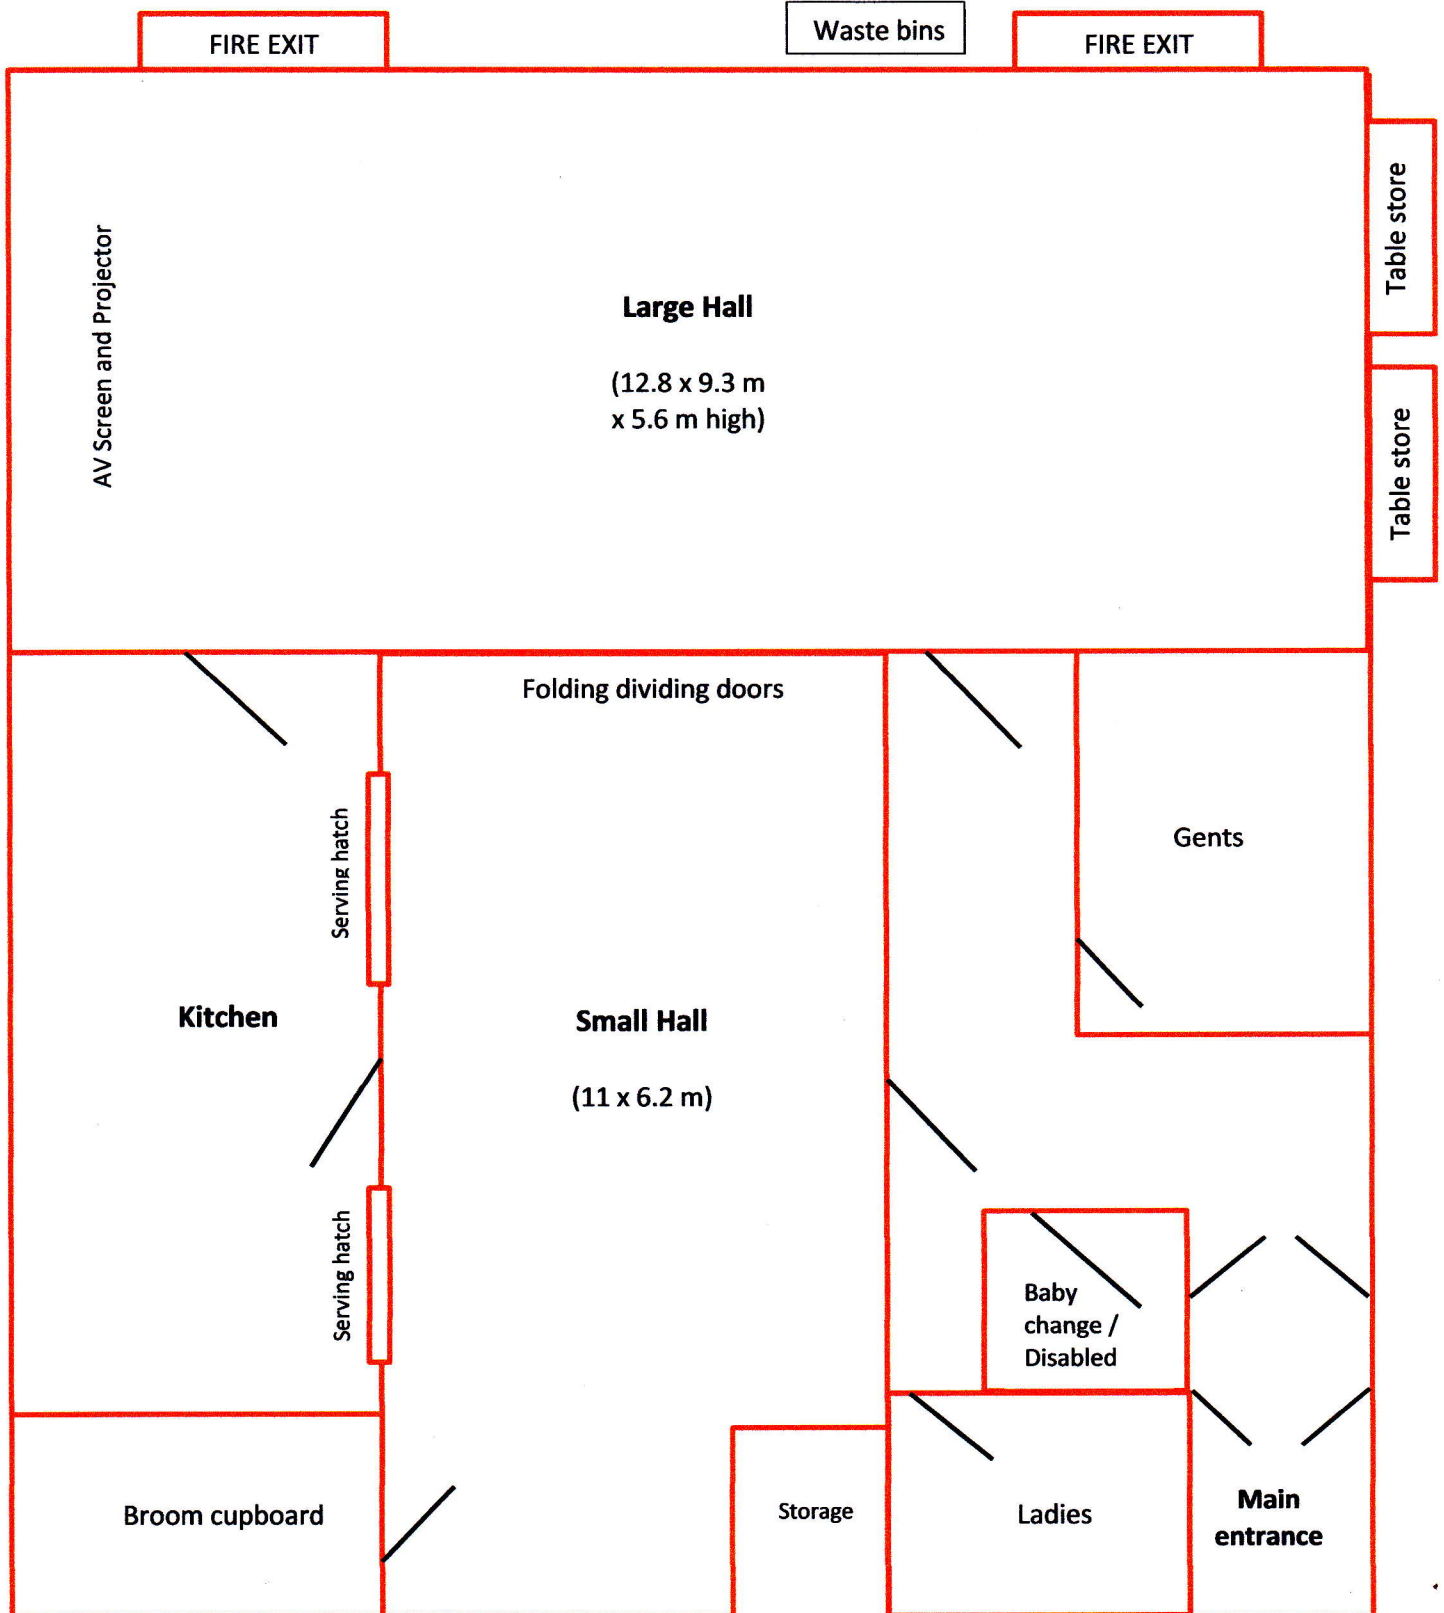 Waste bins
FIRE EXIT
FIRE EXIT
Table store
AV Screen and Projector
Large Hall
(12.8 x 9.3 m
x 5.6 m high)
Table store
Folding dividing doors
Serving hatch
Gents
Kitchen
Small Hall
(11 x 6.2 m)
Serving hatch
Baby
change /
Disabled
Broom cupboard
Storage
Ladies
Main
entrance